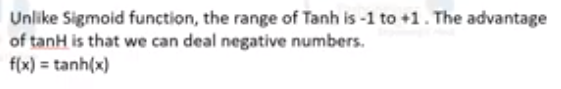 Unlike Sigmoid function, the range of Tanh is -1 to +1 . The advantage
of tanH is that we can deal negative numbers.
f(x) = tanh(x)